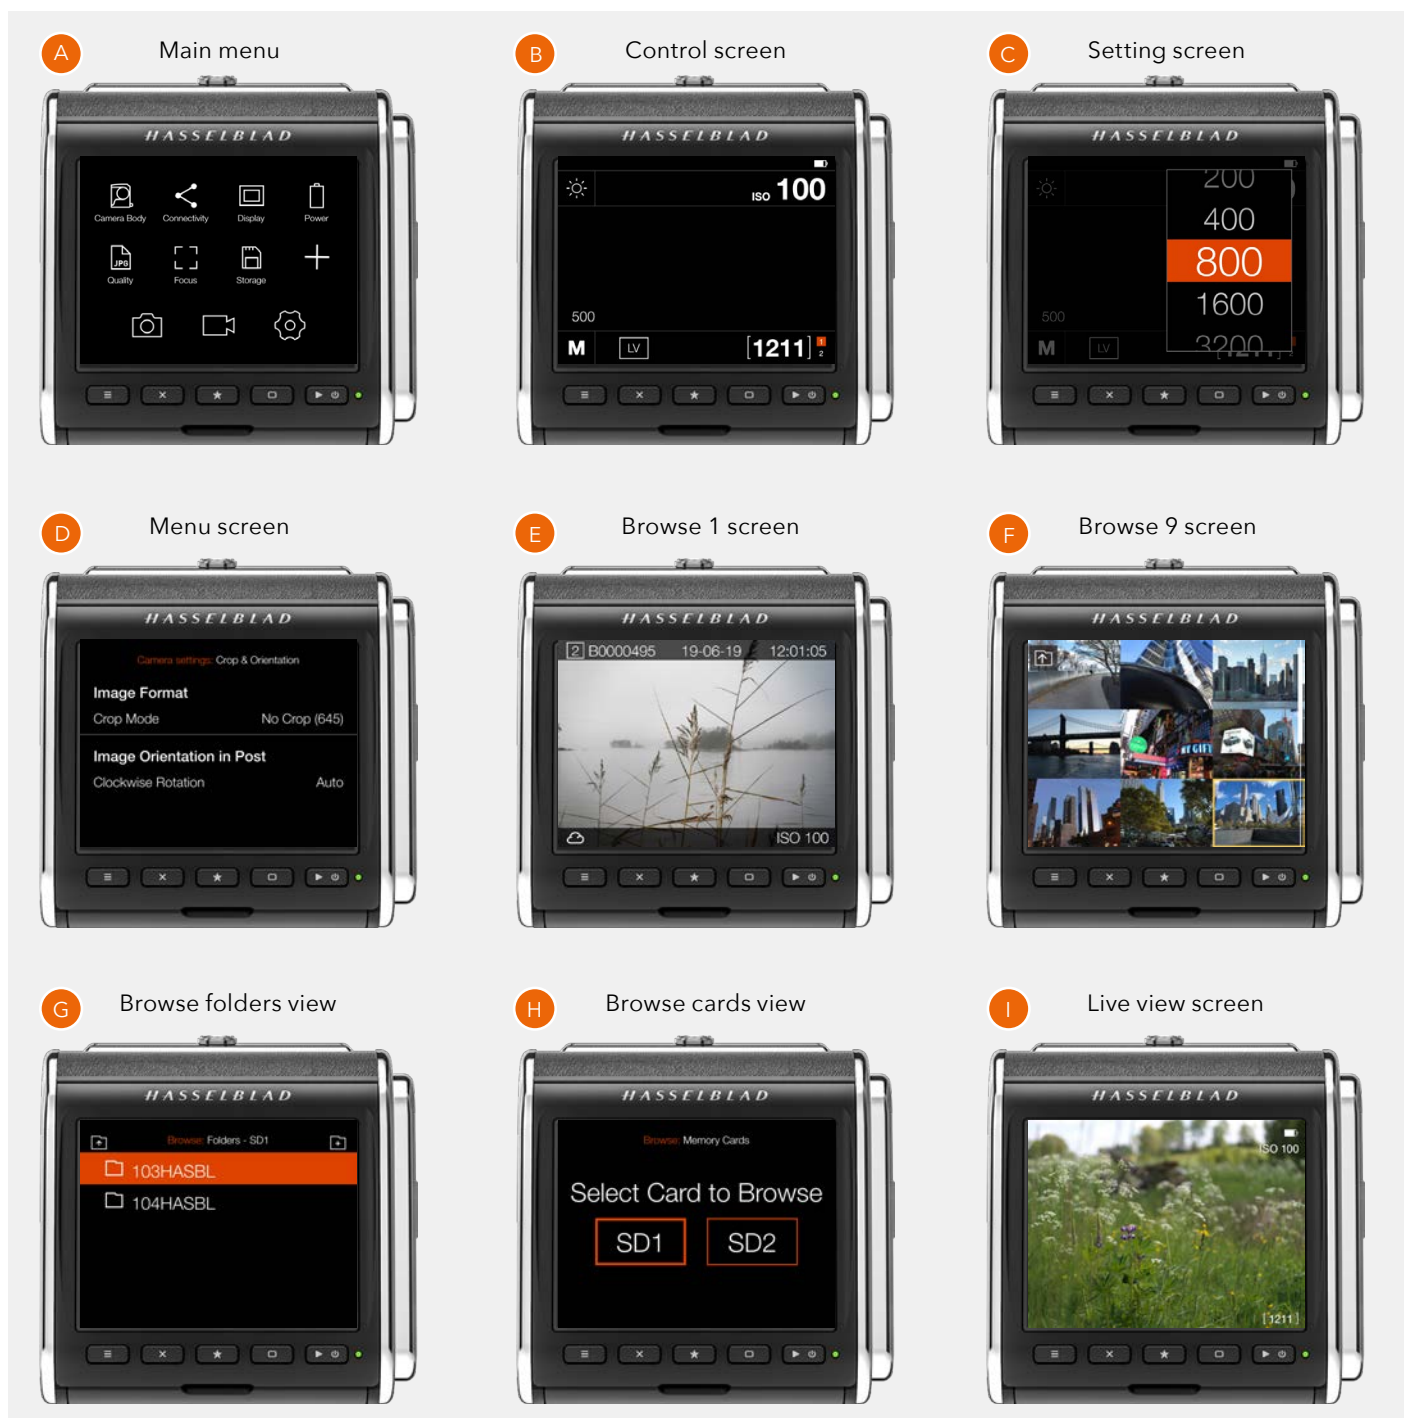 A Main menu
HASSELBLAD
Camera Body Connectivity Display Power
JPG
Quality Focus Storage
B Control screen
HASSELBLAD
ISO 100
500
M LV [1211] 1
2
C Setting screen
HASSELBLAD
200
400
800
1600
3200
500
M LV
D Menu screen
HASSELBLAD
Camera settings: Crop & Orientation
Image Format
Crop Mode No Crop (645)
Image Orientation in Post
Clockwise Rotation Auto
E Browse 1 screen
HASSELBLAD
2 B0000495 19-06-19 12:01:05
ISO 100
F Browse 9 screen
HASSELBLAD
G Browse folders view
HASSELBLAD
Browse: Folders - SD1
103HASBL
104HASBL
H Browse cards view
HASSELBLAD
Browse: Memory Cards
Select Card to Browse
SD1 SD2
I Live view screen
HASSELBLAD
ISO 100
[1211]